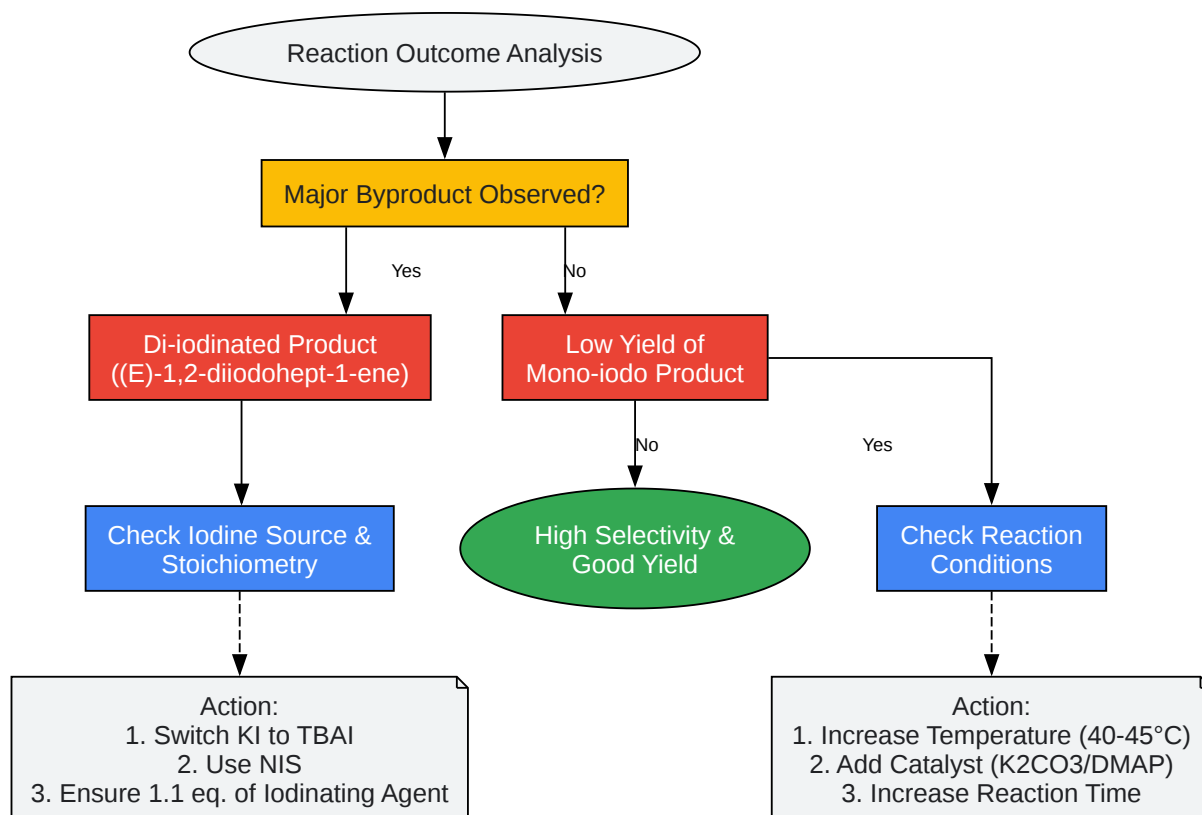 Reaction Outcome Analysis
Major Byproduct Observed?
Yes
No
Di-iodinated Product
((E)-1,2-diiodohept-1-ene)
Low Yield of
Mono-iodo Product
No
Yes
Check Iodine Source &
Stoichiometry
High Selectivity &
Good Yield
Check Reaction
Conditions
Action:
1. Switch KI to TBAI
2. Use NIS
3. Ensure 1.1 eq. of Iodinating Agent
Action:
1. Increase Temperature (40-45°C)
2. Add Catalyst (K2CO3/DMAP)
3. Increase Reaction Time